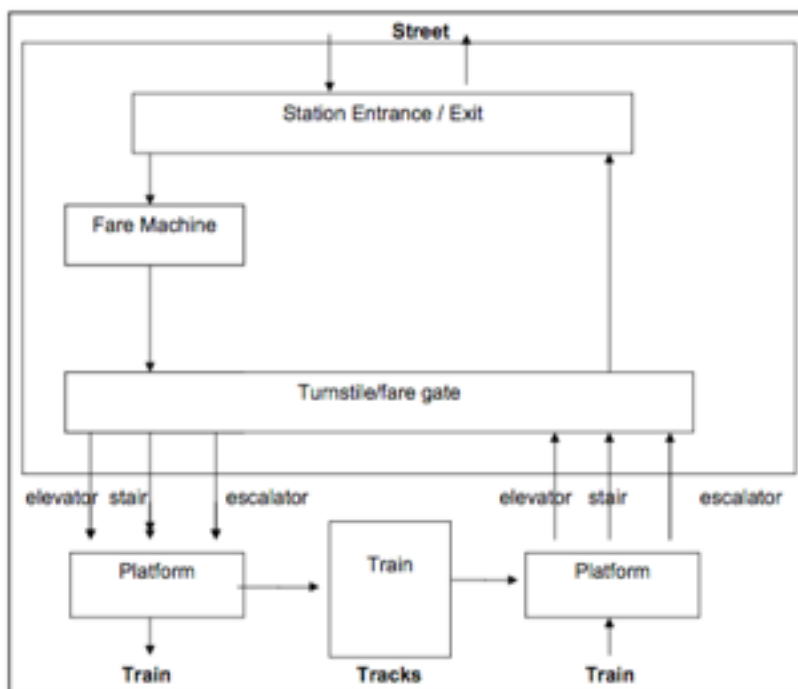 Street
Station Entrance / Exit
Fare Machine
Turnstile/fare gate
elevator stair escalator elevator stair escalator
Platform Train Platform
Train Tracks Train